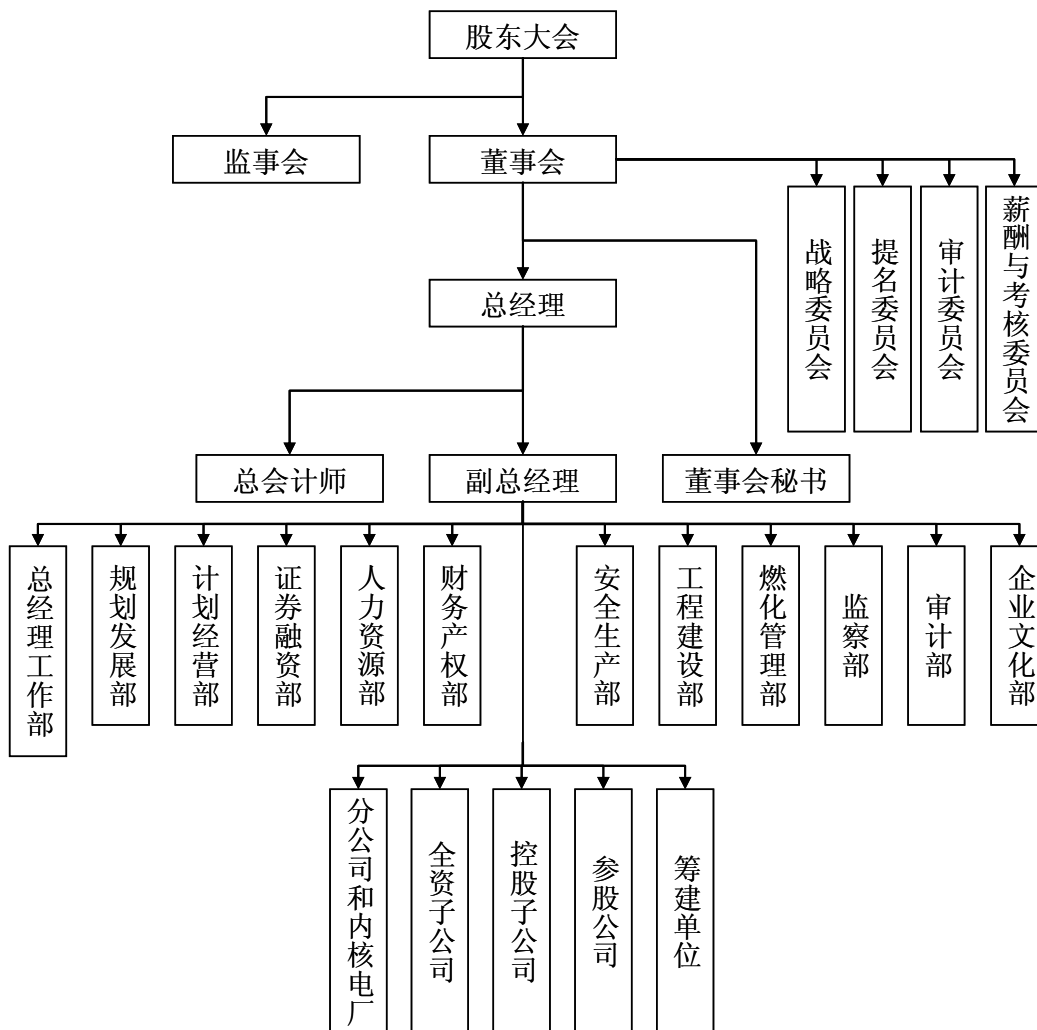 股东大会
监事会
董事会
战略委员会
提名委员会
审计委员会
薪酬与考核委员会
总经理
总会计师
副总经理
董事会秘书
总经理工作部
规划发展部
计划经营部
证券融资部
人力资源部
财务产权部
安全生产部
工程建设部
燃化管理部
监察部
审计部
企业文化部
分公司和内核电厂
全资子公司
控股子公司
参股公司
筹建单位